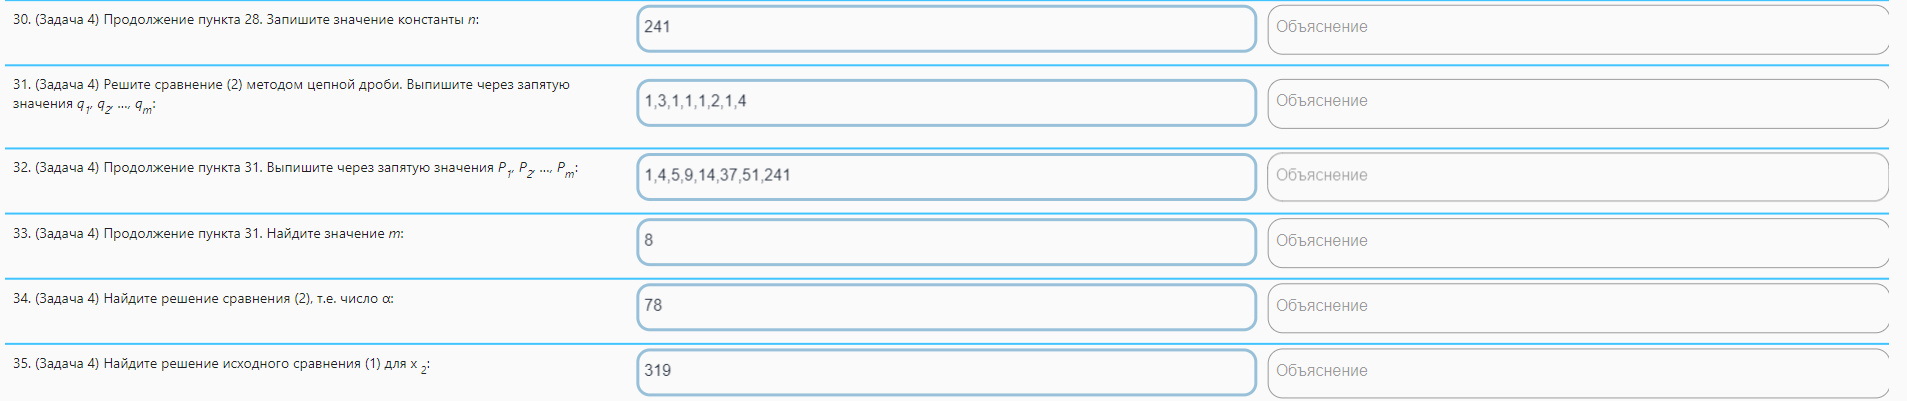 30. (Задача 4) Продолжение пункта 28. Запишите значение константы n:
241
Объяснение
31. (Задача 4) Решите сравнение (2) методом цепной дроби. Выпишите через запятую
значения q1, q2, ..., qm:
1,3,1,1,1,2,1,4
Объяснение
32. (Задача 4) Продолжение пункта 31. Выпишите через запятую значения P1, P2, ..., Pm:
1,4,5,9,14,37,51,241
Объяснение
33. (Задача 4) Продолжение пункта 31. Найдите значение m:
8
Объяснение
34. (Задача 4) Найдите решение сравнения (2), т.е. число α:
78
Объяснение
35. (Задача 4) Найдите решение исходного сравнения (1) для x 2:
319
Объяснение